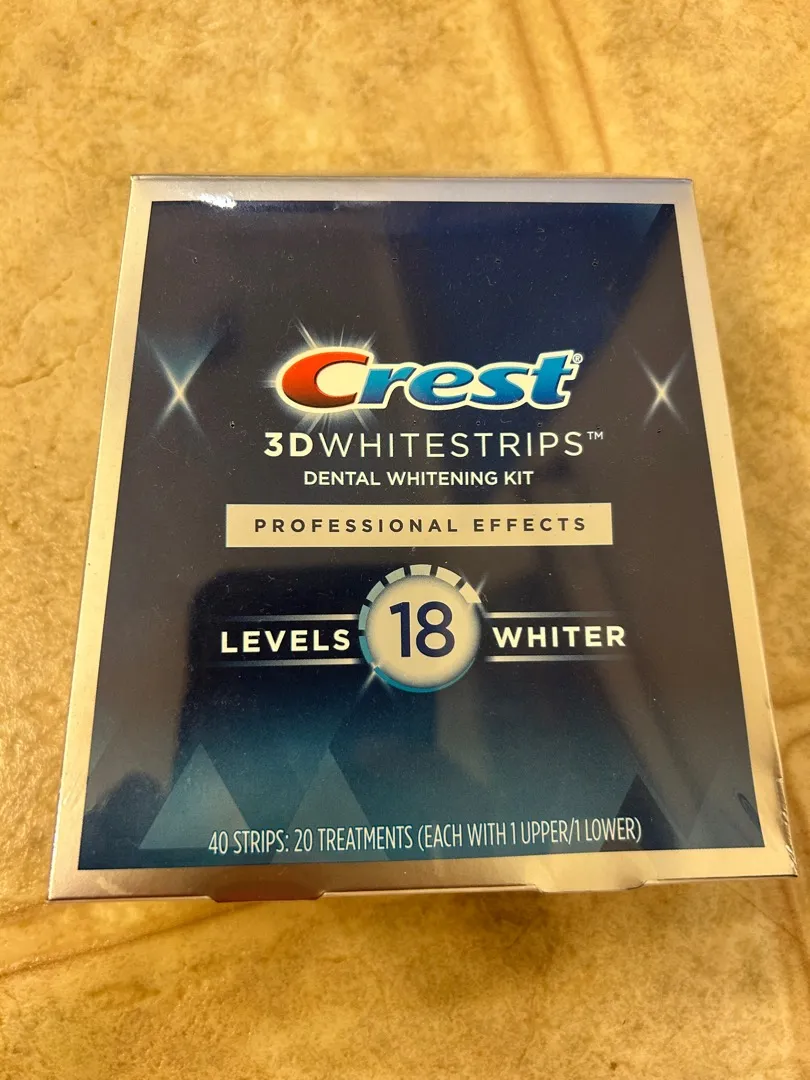 Crest®
3DWHITESTRIPS™
DENTAL WHITENING KIT
PROFESSIONAL EFFECTS
LEVELS 18 WHITER
40 STRIPS: 20 TREATMENTS (EACH WITH 1 UPPER/1 LOWER)